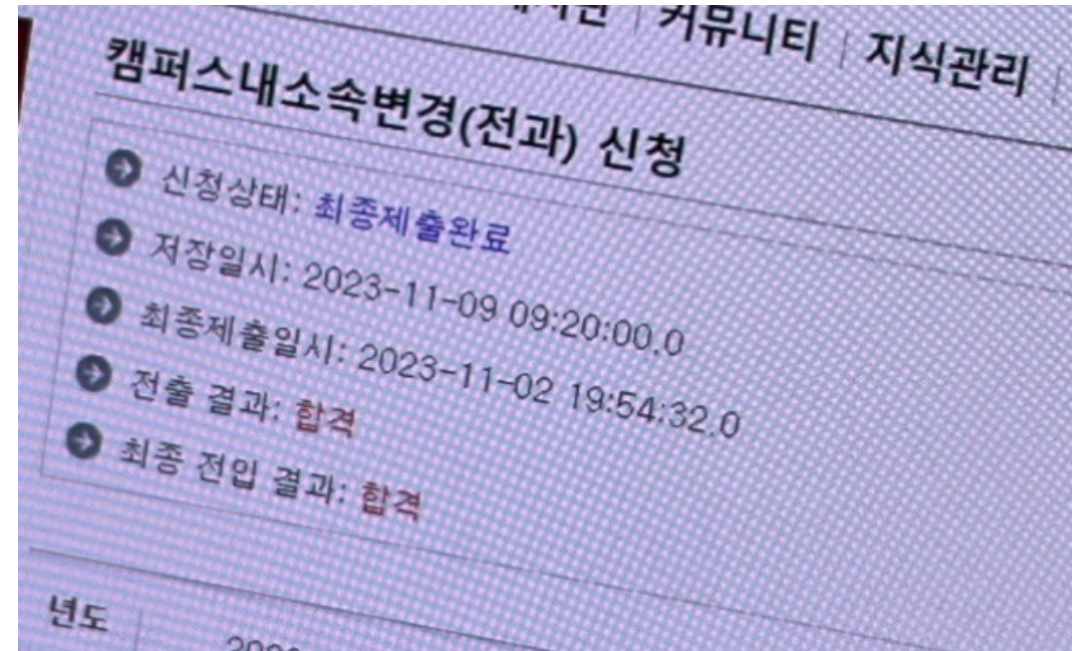 커뮤니티 | 지식관리 |
캠퍼스내소속변경(전과) 신청
신청상태: 최종제출완료
저장일시: 2023-11-09 09:20:00.0
최종제출일시: 2023-11-02 19:54:32.0
전출 결과: 합격
최종 전입 결과: 합격
년도